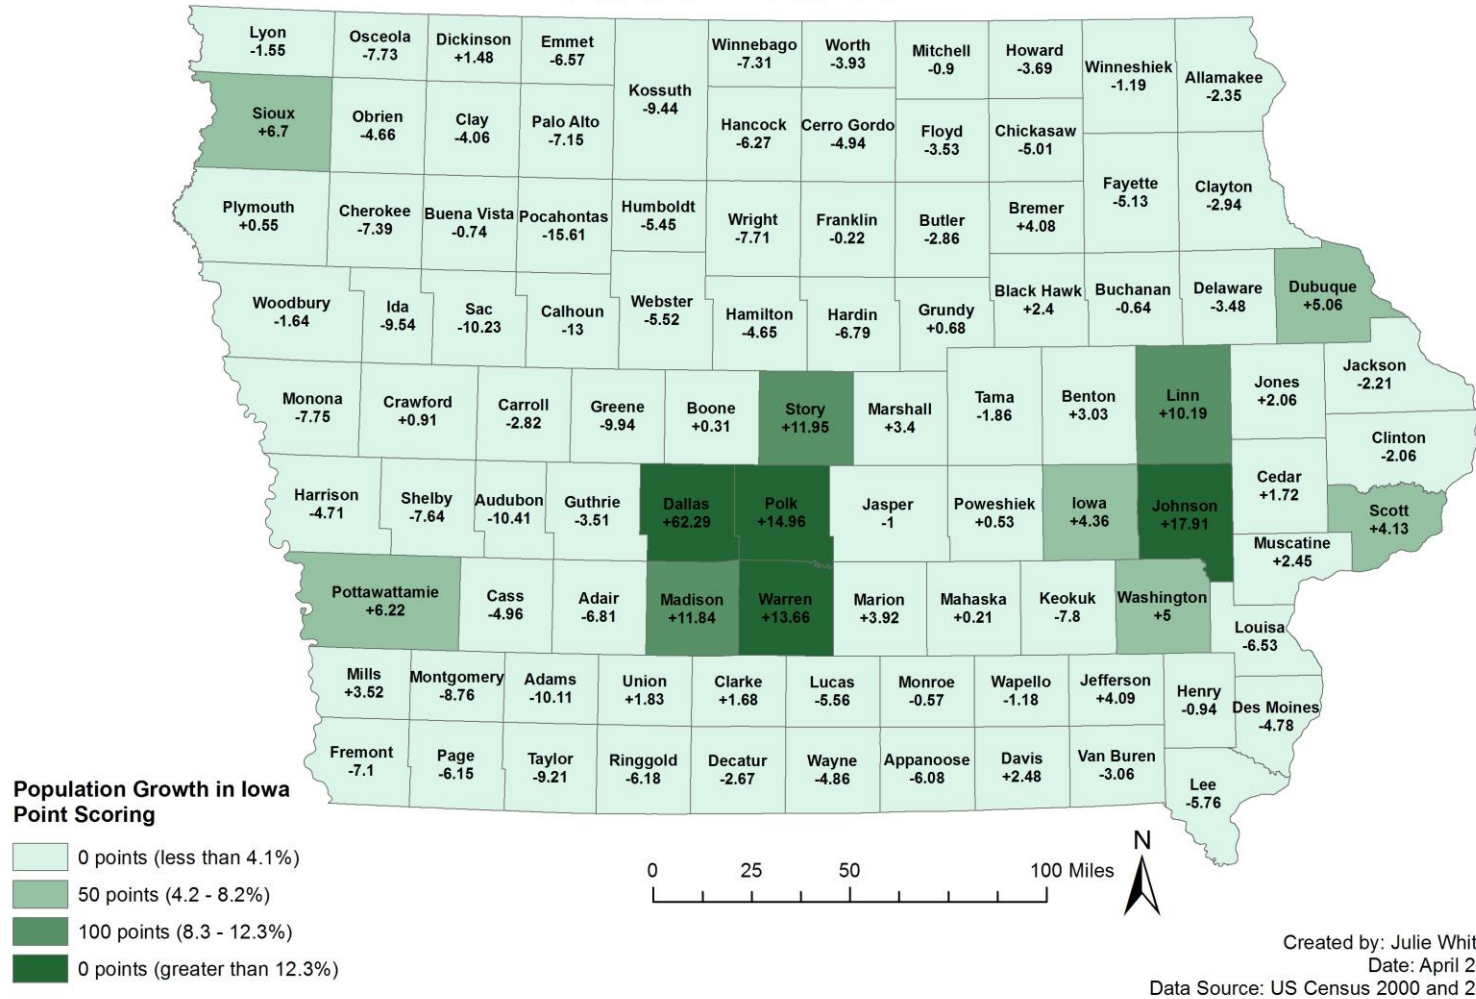 Lyon
-1.55
Osceola
-7.73
Dickinson
+1.48
Emmet
-6.57
Kossuth
-9.44
Winnebago
-7.31
Worth
-3.93
Mitchell
-0.9
Howard
-3.69
Winneshiek
-1.19
Allamakee
-2.35
Sioux
+6.7
Obrien
-4.66
Clay
-4.06
Palo Alto
-7.15
Hancock
-6.27
Cerro Gordo
-4.94
Floyd
-3.53
Chickasaw
-5.01
Fayette
-5.13
Clayton
-2.94
Plymouth
+0.55
Cherokee
-7.39
Buena Vista
-0.74
Pocahontas
-15.61
Humboldt
-5.45
Wright
-7.71
Franklin
-0.22
Butler
-2.86
Bremer
+4.08
Woodbury
-1.64
Ida
-9.54
Sac
-10.23
Calhoun
-13
Webster
-5.52
Hamilton
-4.65
Hardin
-6.79
Grundy
+0.68
Black Hawk
+2.4
Buchanan
-0.64
Delaware
-3.48
Dubuque
+5.06
Monona
-7.75
Crawford
+0.91
Carroll
-2.82
Greene
-9.94
Boone
+0.31
Story
+11.95
Marshall
+3.4
Tama
-1.86
Benton
+3.03
Linn
+10.19
Jones
+2.06
Jackson
-2.21
Clinton
-2.06
Harrison
-4.71
Shelby
-7.64
Audubon
-10.41
Guthrie
-3.51
Dallas
+62.29
Polk
+14.96
Jasper
-1
Poweshiek
+0.53
Iowa
+4.36
Johnson
+17.91
Cedar
+1.72
Scott
+4.13
Muscatine
+2.45
Pottawattamie
+6.22
Cass
-4.96
Adair
-6.81
Madison
+11.84
Warren
+13.66
Marion
+3.92
Mahaska
+0.21
Keokuk
-7.8
Washington
+5
Louisa
-6.53
Mills
+3.52
Montgomery
-8.76
Adams
-10.11
Union
+1.83
Clarke
+1.68
Lucas
-5.56
Monroe
-0.57
Wapello
-1.18
Jefferson
+4.09
Henry
-0.94
Des Moines
-4.78
Fremont
-7.1
Page
-6.15
Taylor
-9.21
Ringgold
-6.18
Decatur
-2.67
Wayne
-4.86
Appanoose
-6.08
Davis
+2.48
Van Buren
-3.06
Lee
-5.76
Population Growth in Iowa
Point Scoring
0 points (less than 4.1%)
50 points (4.2 - 8.2%)
100 points (8.3 - 12.3%)
0 points (greater than 12.3%)
0 25 50 100 Miles
N
Created by: Julie Whit
Date: April 2
Data Source: US Census 2000 and 2